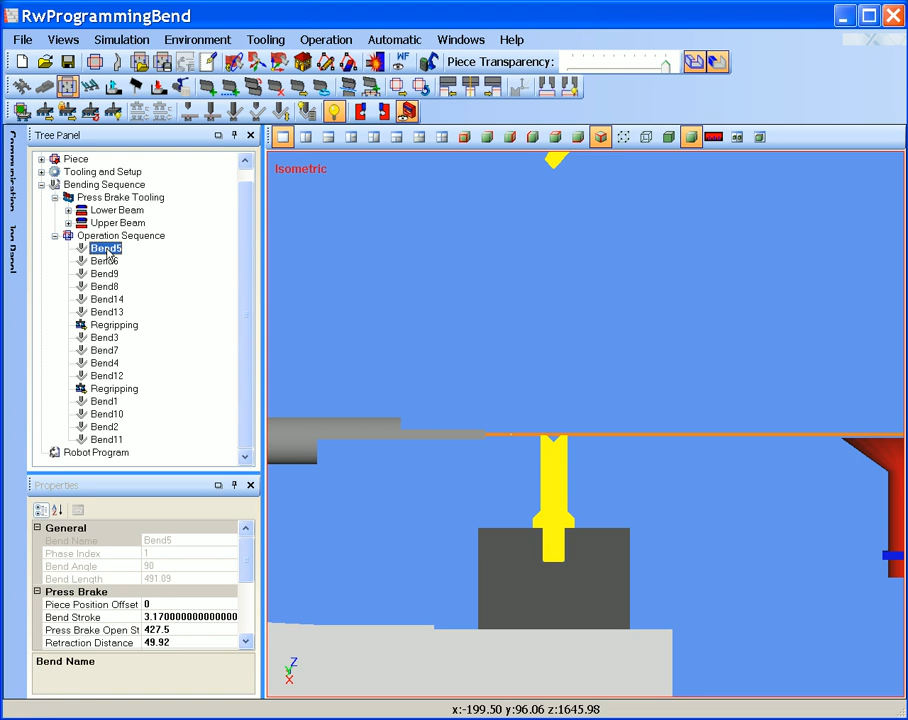 RwProgrammingBend
File Views Simulation Environment Tooling Operation Automatic Windows Help
WF
Piece Transparency:
Tree Panel
Piece
Tooling and Setup
Bending Sequence
Press Brake Tooling
Lower Beam
Upper Beam
Operation Sequence
Bend5
Bend6
Bend9
Bend8
Bend14
Bend13
Regripping
Bend3
Bend7
Bend4
Bend12
Regripping
Bend1
Bend10
Bend2
Bend11
Robot Program
Properties
General
Bend Name Bend5
Phase Index 1
Bend Angle 90
Bend Length 491.09
Press Brake
Piece Position Offset 0
Bend Stroke 3.1700000000000
Press Brake Open St 427.5
Retraction Distance 49.92
Bend Name
Isometric
Z
X
x:-199.50 y:96.06 z:1645.98